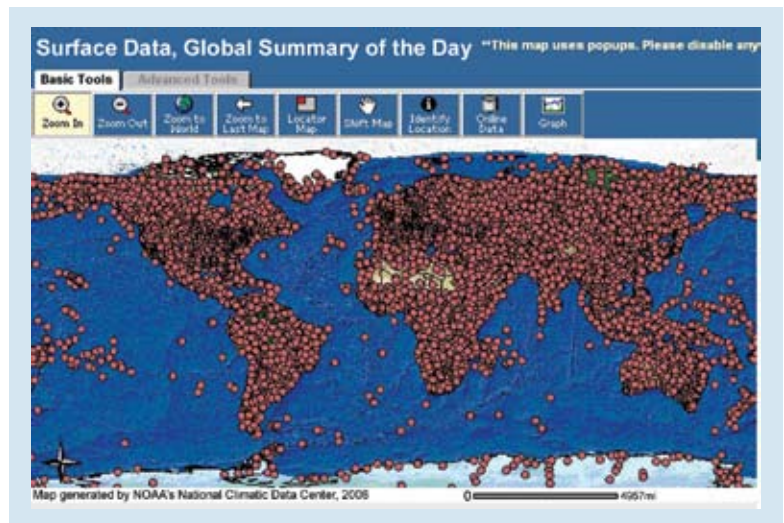 Surface Data, Global Summary of the Day **This map uses popups. Please disable any
Basic Tools Advanced Tools
Zoom In Zoom Out Zoom to World Zoom to Last Map Locator Map Shift Map Identify Location Online Data Graph
Map generated by NOAA's National Climatic Data Center, 2006 0 4957mi